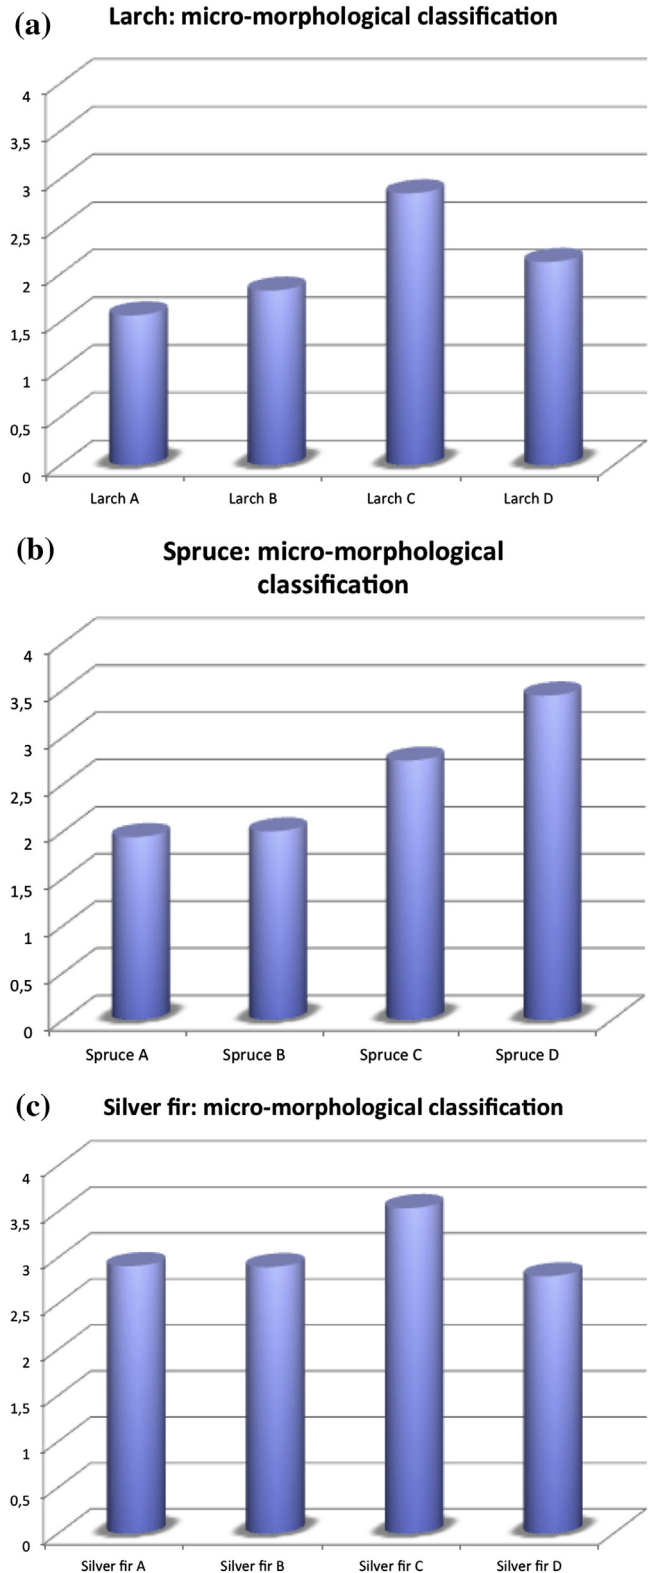 (a)
Larch: micro-morphological classification
4
3,5
3
2,5
2
1,5
1
0,5
0
Larch A Larch B Larch C Larch D
(b)
Spruce: micro-morphological
classification
4
3,5
3
2,5
2
1,5
1
0,5
0
Spruce A Spruce B Spruce C Spruce D
(c)
Silver fir: micro-morphological classification
4
3,5
3
2,5
2
1,5
1
0,5
0
Silver fir A Silver fir B Silver fir C Silver fir D